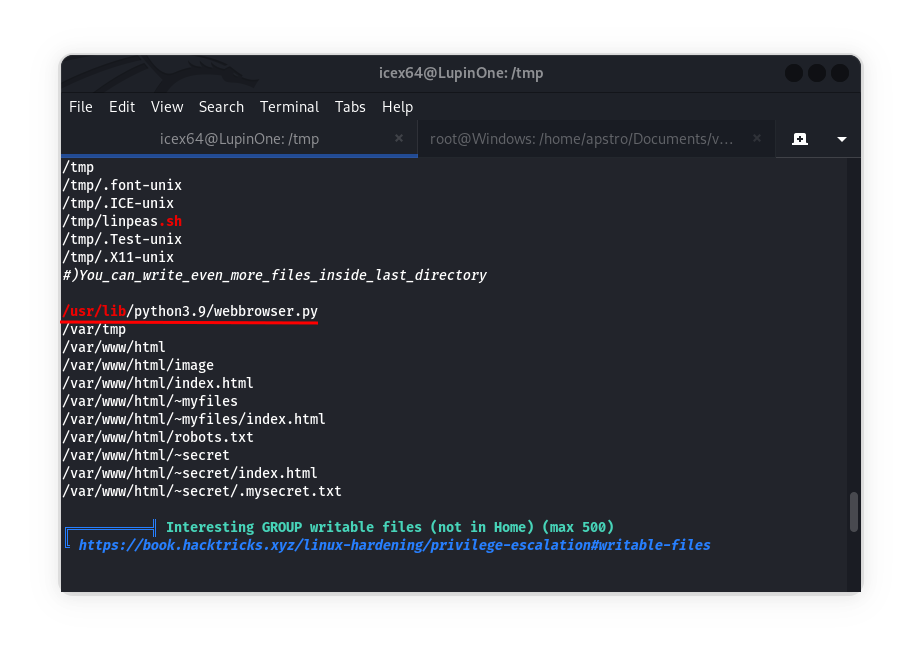 icex64@LupinOne: /tmp
File Edit View Search Terminal Tabs Help
icex64@LupinOne: /tmp × root@Windows: /home/apstro/Documents/v… ×
/tmp
/tmp/.font-unix
/tmp/.ICE-unix
/tmp/linpeas.sh
/tmp/.Test-unix
/tmp/.X11-unix
#)You_can_write_even_more_files_inside_last_directory
/usr/lib/python3.9/webbrowser.py
/var/tmp
/var/www/html
/var/www/html/image
/var/www/html/index.html
/var/www/html/~myfiles
/var/www/html/~myfiles/index.html
/var/www/html/robots.txt
/var/www/html/~secret
/var/www/html/~secret/index.html
/var/www/html/~secret/.mysecret.txt
╔══════════╣ Interesting GROUP writable files (not in Home) (max 500)
╚ https://book.hacktricks.xyz/linux-hardening/privilege-escalation#writable-files